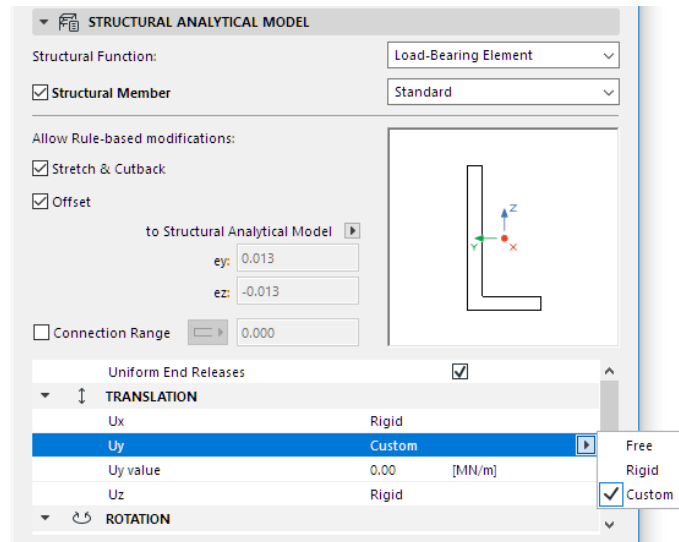 STRUCTURAL ANALYTICAL MODEL
Structural Function: Load-Bearing Element
Structural Member Standard
Allow Rule-based modifications:
Stretch & Cutback
Offset
to Structural Analytical Model
ey: 0.013
ez: -0.013
Connection Range 0.000
Z
Y X
Uniform End Releases
TRANSLATION
Ux Rigid
Uy Custom Free
Uy value 0.00 [MN/m] Rigid
Uz Rigid Custom
ROTATION